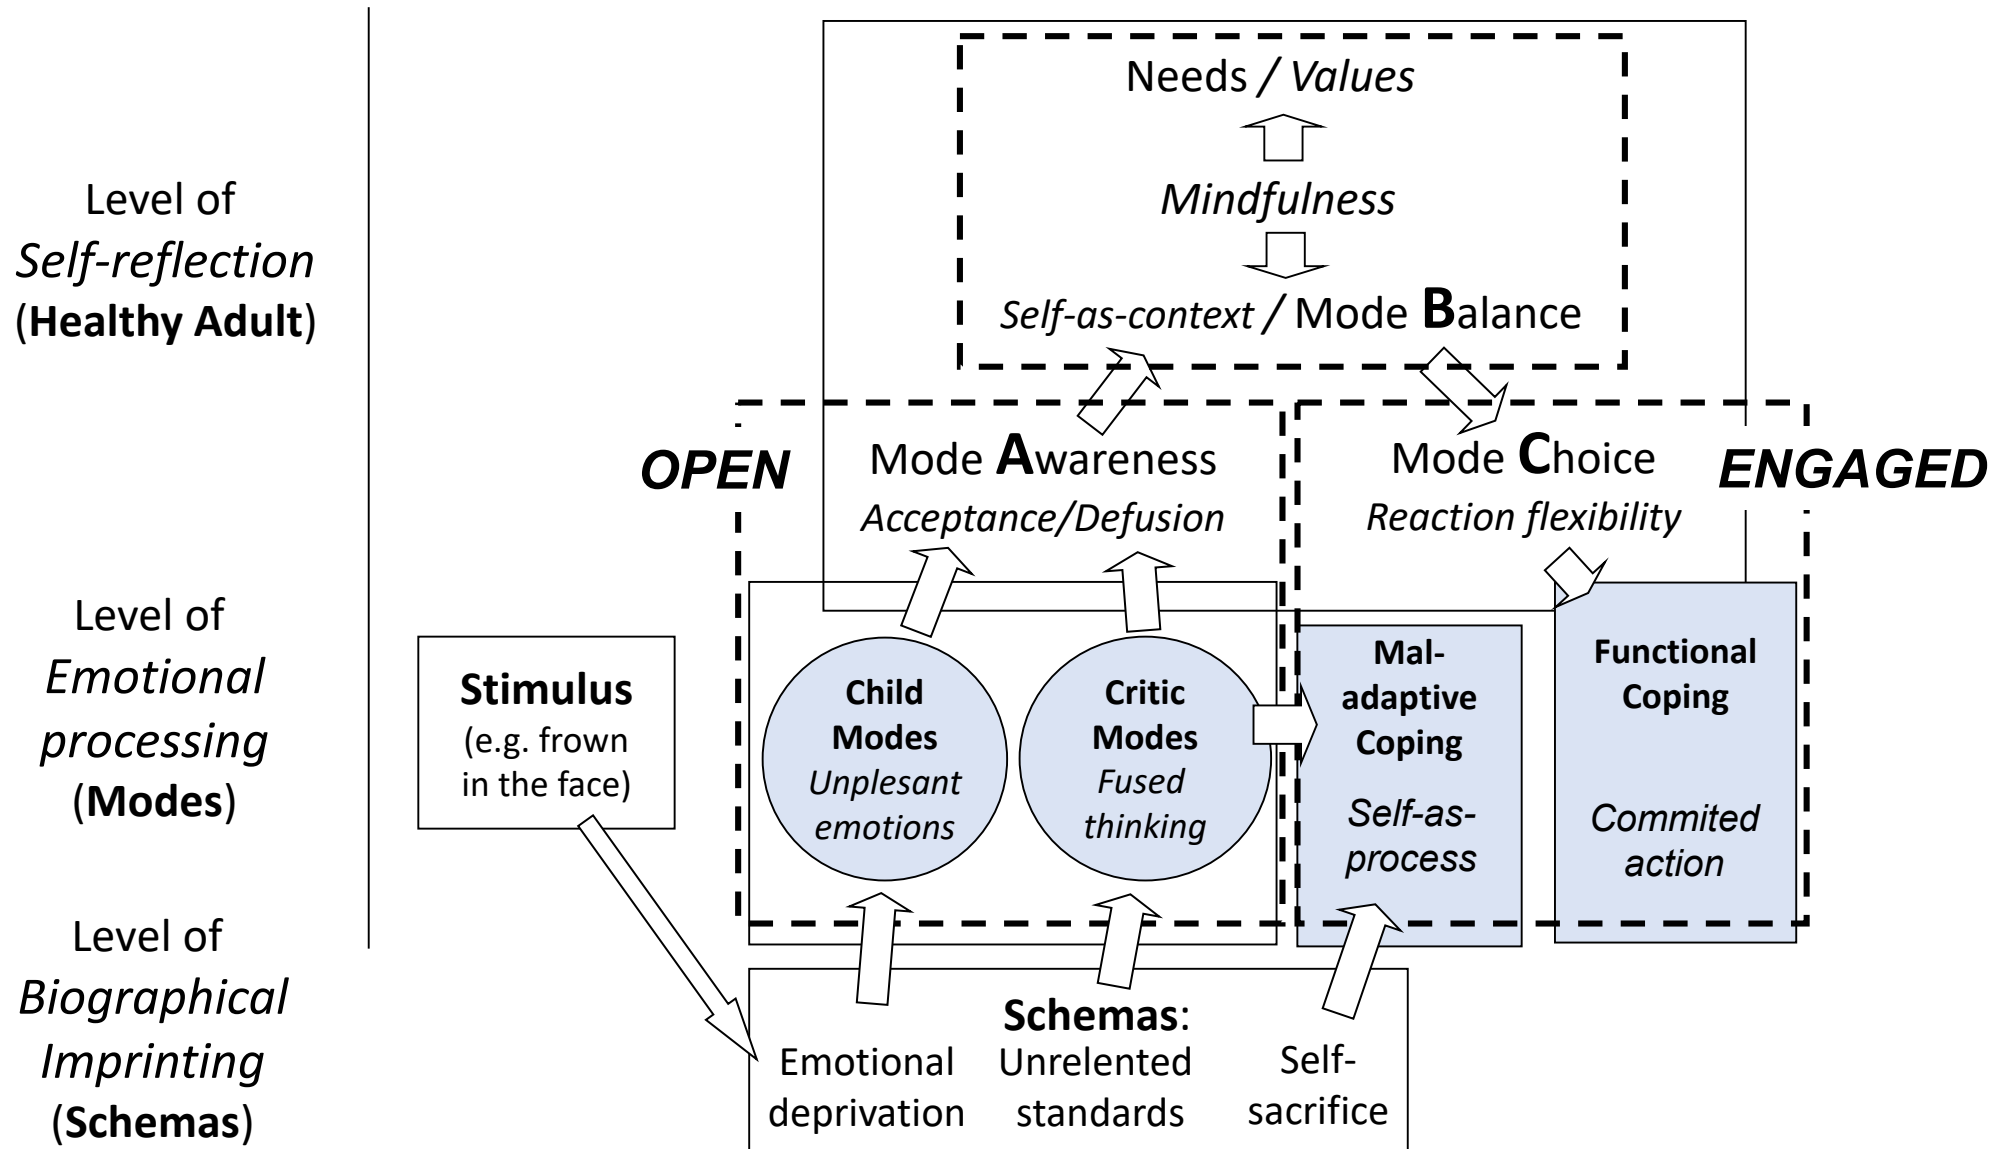 Level of
Self-reflection
(Healthy Adult)
Level of
Emotional
processing
(Modes)
Level of
Biographical
Imprinting
(Schemas)
Needs / Values
Mindfulness
Self-as-context / Mode Balance
OPEN
Mode Awareness
Acceptance/Defusion
Mode Choice
Reaction flexibility
ENGAGED
Stimulus
(e.g. frown
in the face)
Child
Modes
Unplesant
emotions
Critic
Modes
Fused
thinking
Mal-
adaptive
Coping
Self-as-
process
Functional
Coping
Commited
action
Schemas:
Emotional
deprivation
Unrelented
standards
Self-
sacrifice